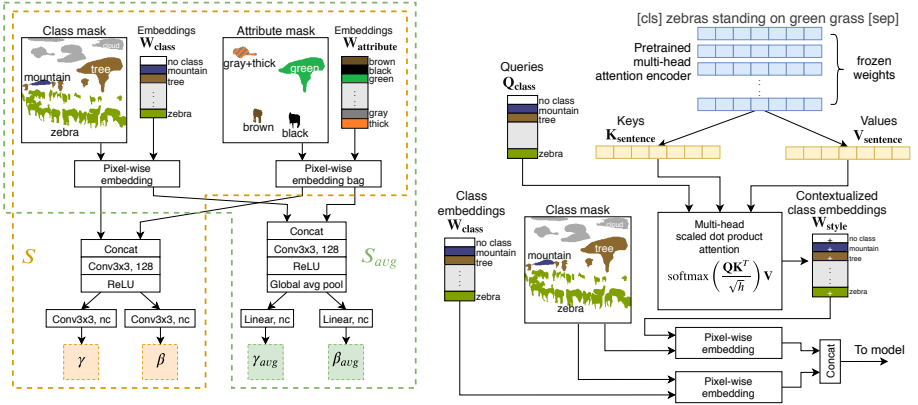 Class mask
Embeddings
W_class
no class
mountain
tree
⋮
zebra
cloud
tree
mountain
zebra
Attribute mask
Embeddings
W_attribute
brown
black
green
⋮
gray
thick
gray+thick
green
brown
black
Pixel-wise
embedding
Pixel-wise
embedding bag
S
Concat
Conv3x3, 128
ReLU
Conv3x3, nc
Conv3x3, nc
γ
β
Concat
Conv3x3, 128
ReLU
Global avg pool
S_avg
Linear, nc
Linear, nc
γ_avg
β_avg
[cls] zebras standing on green grass [sep]
Pretrained
multi-head
attention encoder
⋮
⋮
frozen
weights
Queries
Q_class
no class
mountain
tree
⋮
zebra
Keys
K_sentence
Values
V_sentence
Class
embeddings
W_class
no class
mountain
tree
⋮
zebra
Class mask
cloud
tree
mountain
zebra
Multi-head
scaled dot product
attention
softmax (QK^T / √h) V
Contextualized
class embeddings
W_style
no class
mountain
tree
⋮
zebra
+
+
+
+
Pixel-wise
embedding
Pixel-wise
embedding
Concat
To model